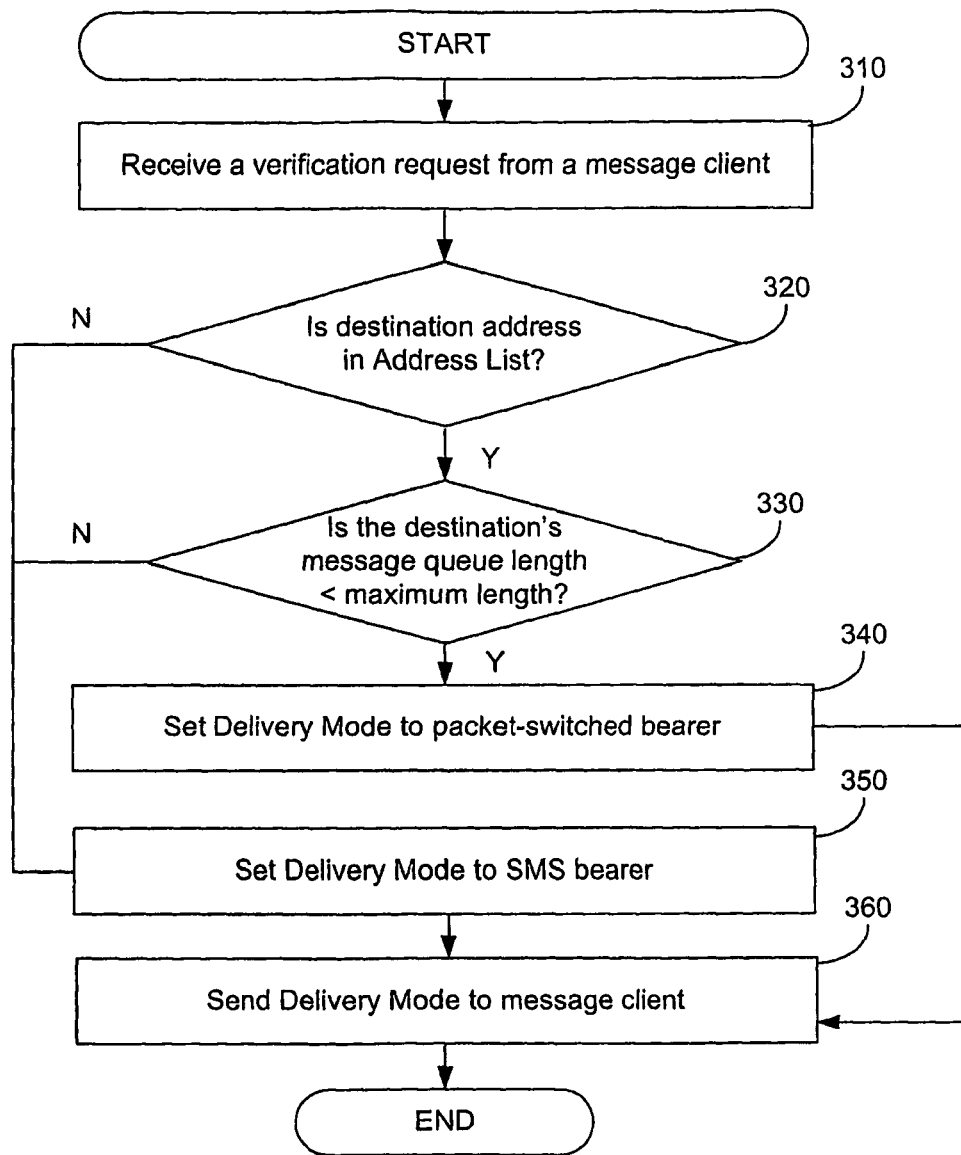 START
310
Receive a verification request from a message client
320
N
Is destination address
in Address List?
Y
330
N
Is the destination's
message queue length
< maximum length?
Y
340
Set Delivery Mode to packet-switched bearer
350
Set Delivery Mode to SMS bearer
360
Send Delivery Mode to message client
END